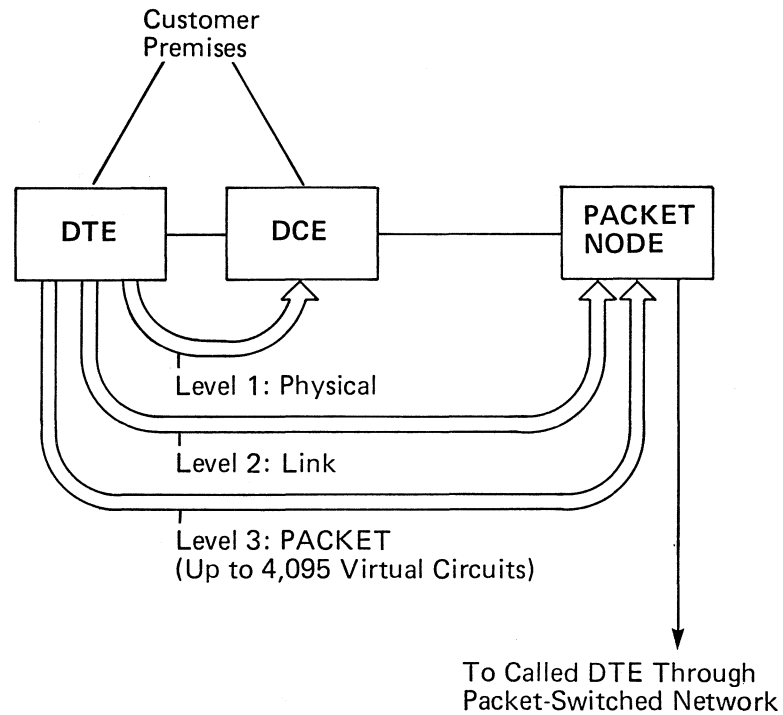 Customer
Premises
DTE
DCE
PACKET
NODE
Level 1: Physical
Level 2: Link
Level 3: PACKET
(Up to 4,095 Virtual Circuits)
To Called DTE Through
Packet-Switched Network